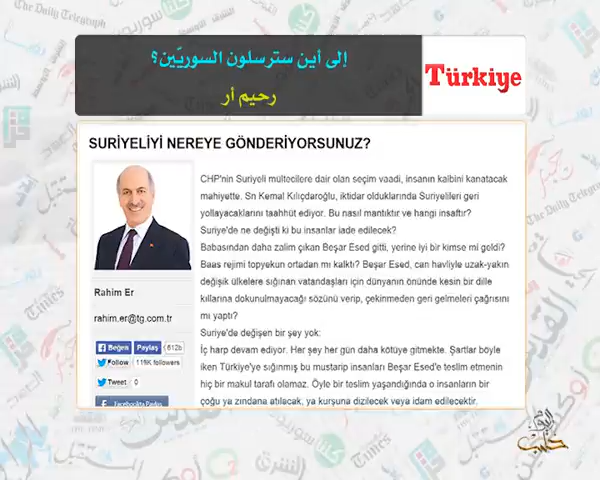 إلى أين سترسلون السوريّين؟
رحيم أر
Türkiye
SURİYELİYİ NEREYE GÖNDERİYORSUNUZ?
CHP'nin Suriyeli mültecilere dair olan seçim vaadi, insanın kalbini kanatacak
mahiyette. Sn Kemal Kılıçdaroğlu, iktidar olduklarında Suriyelileri geri
yollayacaklarını taahhüt ediyor. Bu nasıl mantıktır ve hangi insaftır?
Suriye'de ne değişti ki bu insanlar iade edilecek?
Babasından daha zalim çıkan Beşar Esed gitti, yerine iyi bir kimse mi geldi?
Baas rejimi topyekun ortadan mı kalktı? Beşar Esed, can havliyle uzak-yakın
değişik ülkelere sığınan vatandaşları için dünyanın önünde kesin bir dille
kıllarına dokunulmayacağı sözünü verip, çekinmeden geri gelmeleri çağrısını
mı yaptı?
Suriye'de değişen bir şey yok:
İç harp devam ediyor. Her şey her gün daha kötüye gitmekte. Şartlar böyle
iken Türkiye'ye sığınmış bu mustarip insanları Beşar Esed'e teslim etmenin
hiç bir makul tarafı olamaz. Öyle bir teslim yaşandığında o insanların bir
çoğu ya zındana atılacak, ya kurşuna dizilecek veya idam edilecektir.
Rahim Er
rahim.er@tg.com.tr
Beğen Paylaş 612b
Follow 119K followers
Tweet 0
The Daily Telegraph
Times